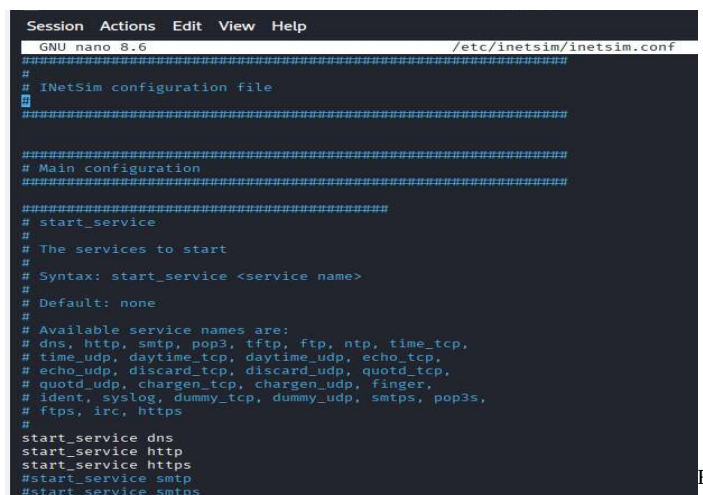 Session Actions Edit View Help
GNU nano 8.6 /etc/inetsim/inetsim.conf
#############################################################
#
# INetSim configuration file
#
#############################################################
#############################################################
# Main configuration
#############################################################
#########################################
# start_service
#
# The services to start
#
# Syntax: start_service <service name>
#
# Default: none
#
# Available service names are:
# dns, http, smtp, pop3, tftp, ftp, ntp, time_tcp,
# time_udp, daytime_tcp, daytime_udp, echo_tcp,
# echo_udp, discard_tcp, discard_udp, quotd_tcp,
# quotd_udp, chargen_tcp, chargen_udp, finger,
# ident, syslog, dummy_tcp, dummy_udp, smtps, pop3s,
# ftps, irc, https
#
start_service dns
start_service http
start_service https
#start_service smtp
#start_service smtps